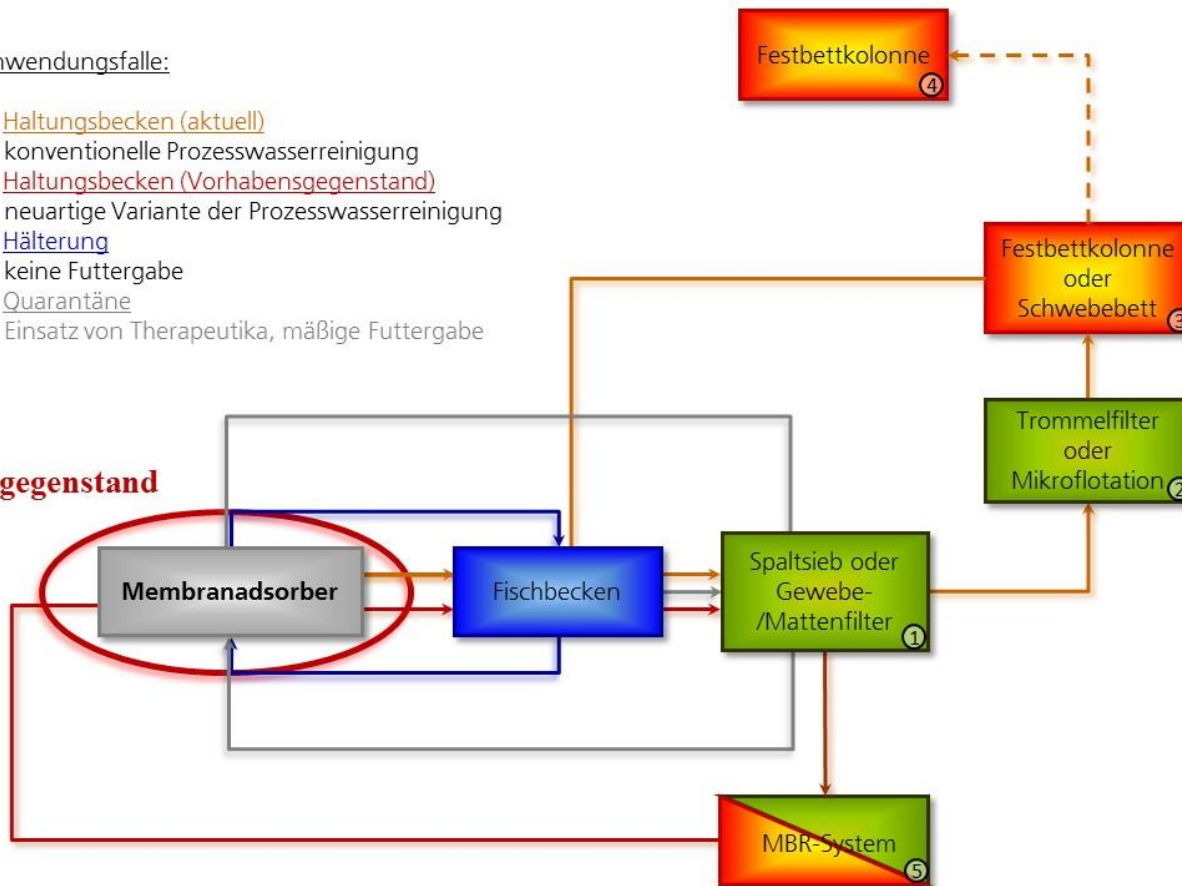 nwendungsfalle:
Haltungsbecken (aktuell)
konventionelle Prozesswasserreinigung
Haltungsbecken (Vorhabensgegenstand)
neuartige Variante der Prozesswasserreinigung
Hälterung
keine Futtergabe
Quarantäne
Einsatz von Therapeutika, mäßige Futtergabe
Festbettkolonne
4
Festbettkolonne
oder
Schwebebett
3
Trommelfilter
oder
Mikroflotation
2
gegenstand
Membranadsorber
Fischbecken
Spaltsieb oder
Gewebe-
/Mattenfilter
1
MBR-System
5